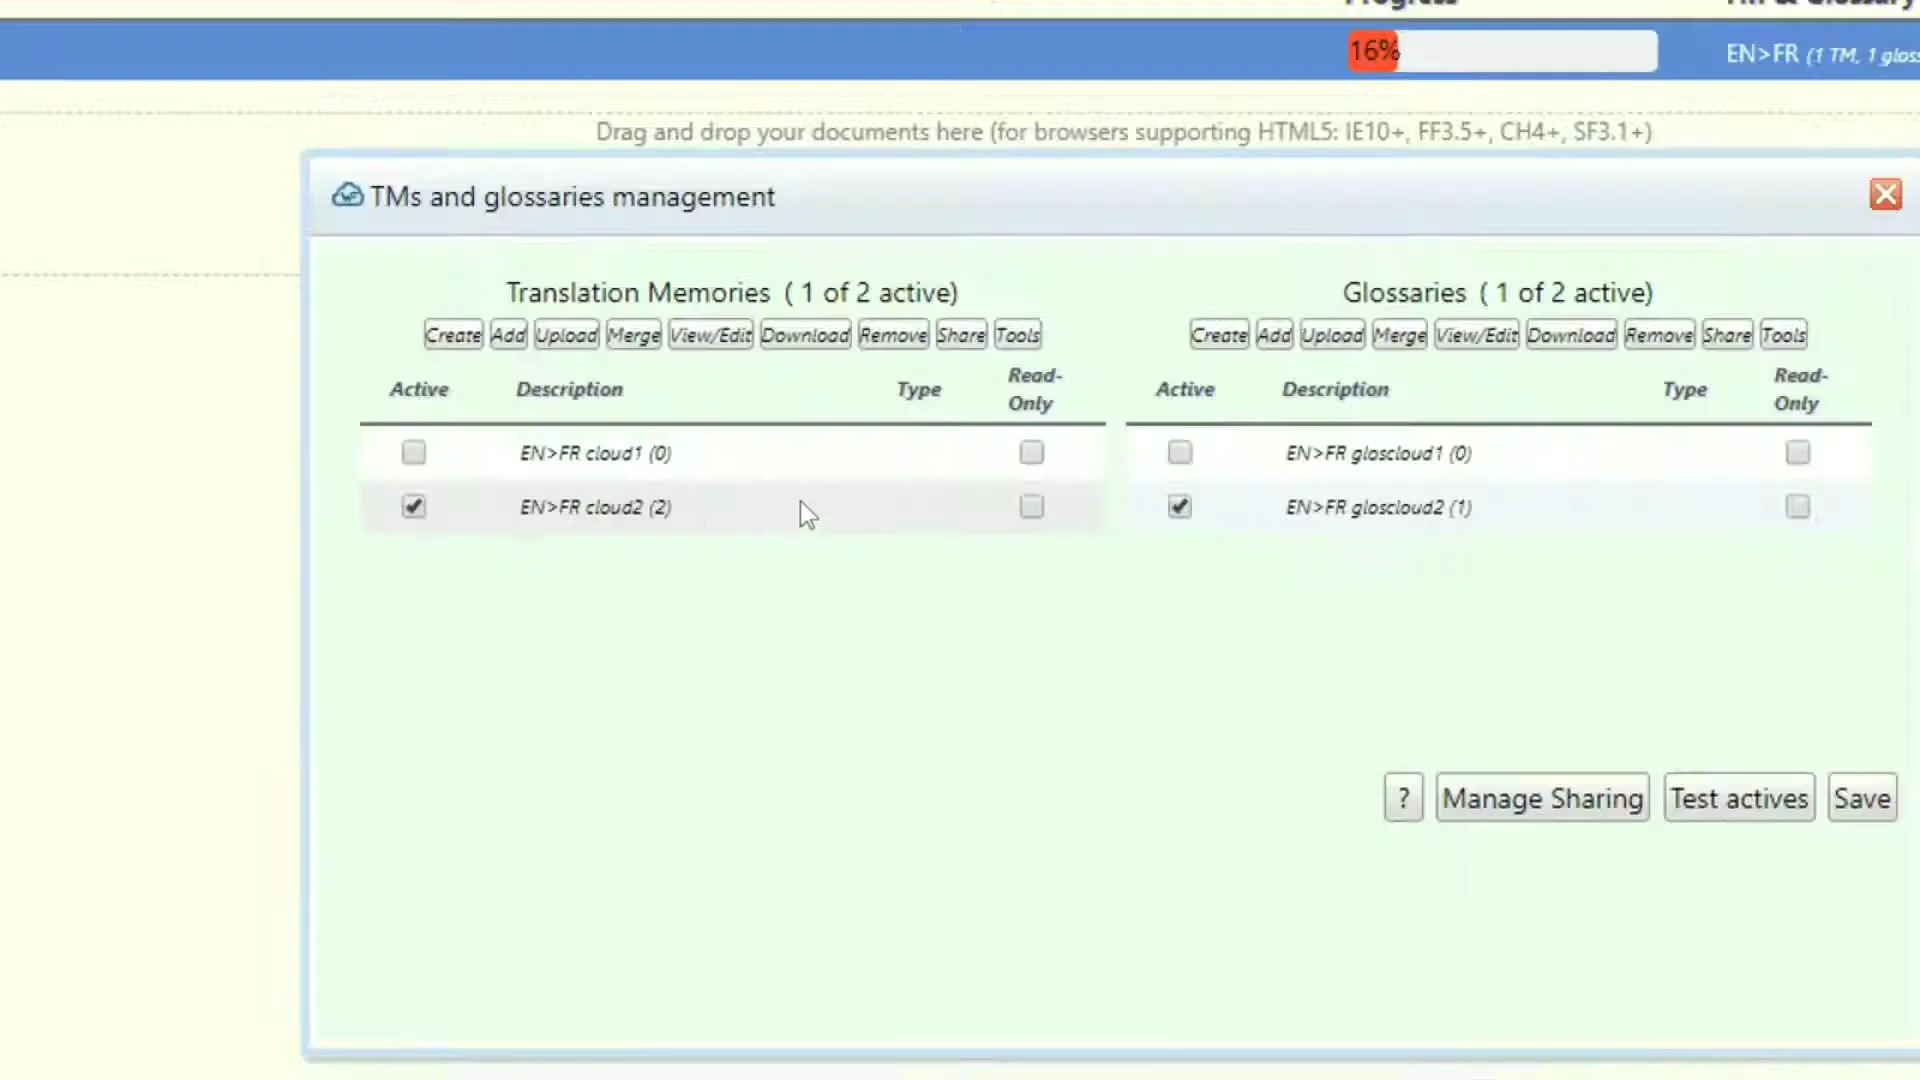 16%
EN>FR (1 TM, 1 glos
Drag and drop your documents here (for browsers supporting HTML5: IE10+, FF3.5+, CH4+, SF3.1+)
TMs and glossaries management
Translation Memories ( 1 of 2 active)
Create Add Upload Merge View/Edit Download Remove Share Tools
Active Description Type Read-Only
EN>FR cloud1 (0)
EN>FR cloud2 (2)
Glossaries ( 1 of 2 active)
Create Add Upload Merge View/Edit Download Remove Share Tools
Active Description Type Read-Only
EN>FR gloscloud1 (0)
EN>FR gloscloud2 (1)
? Manage Sharing Test actives Save